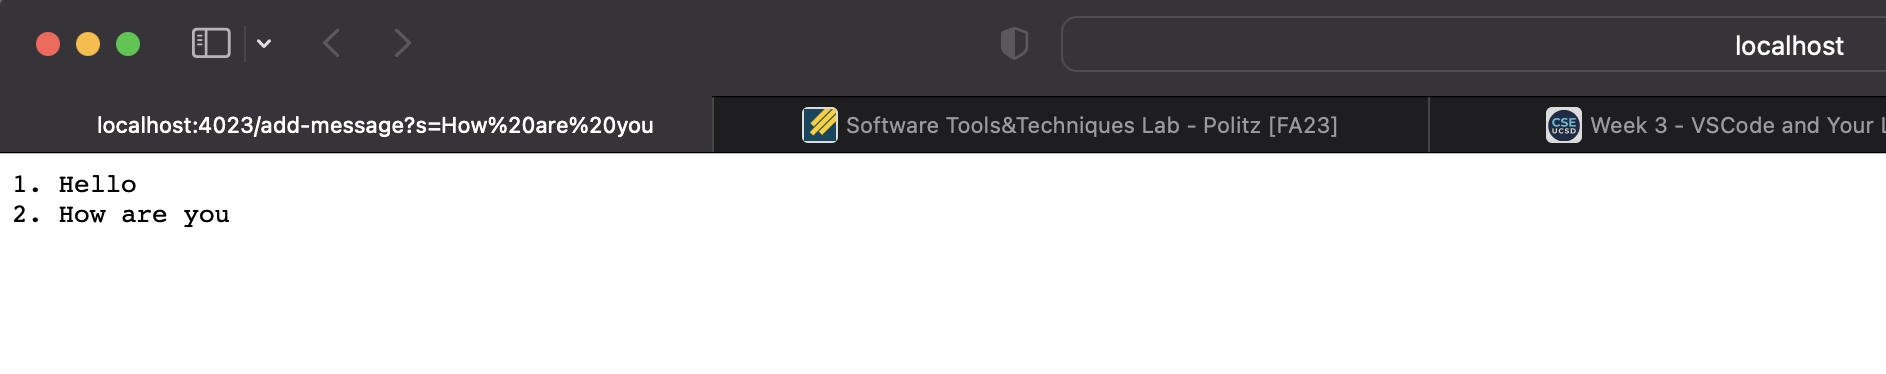 localhost
localhost:4023/add-message?s=How%20are%20you
Software Tools&Techniques Lab - Politz [FA23]
CSE
UCSD
Week 3 - VSCode and Your L
1. Hello
2. How are you